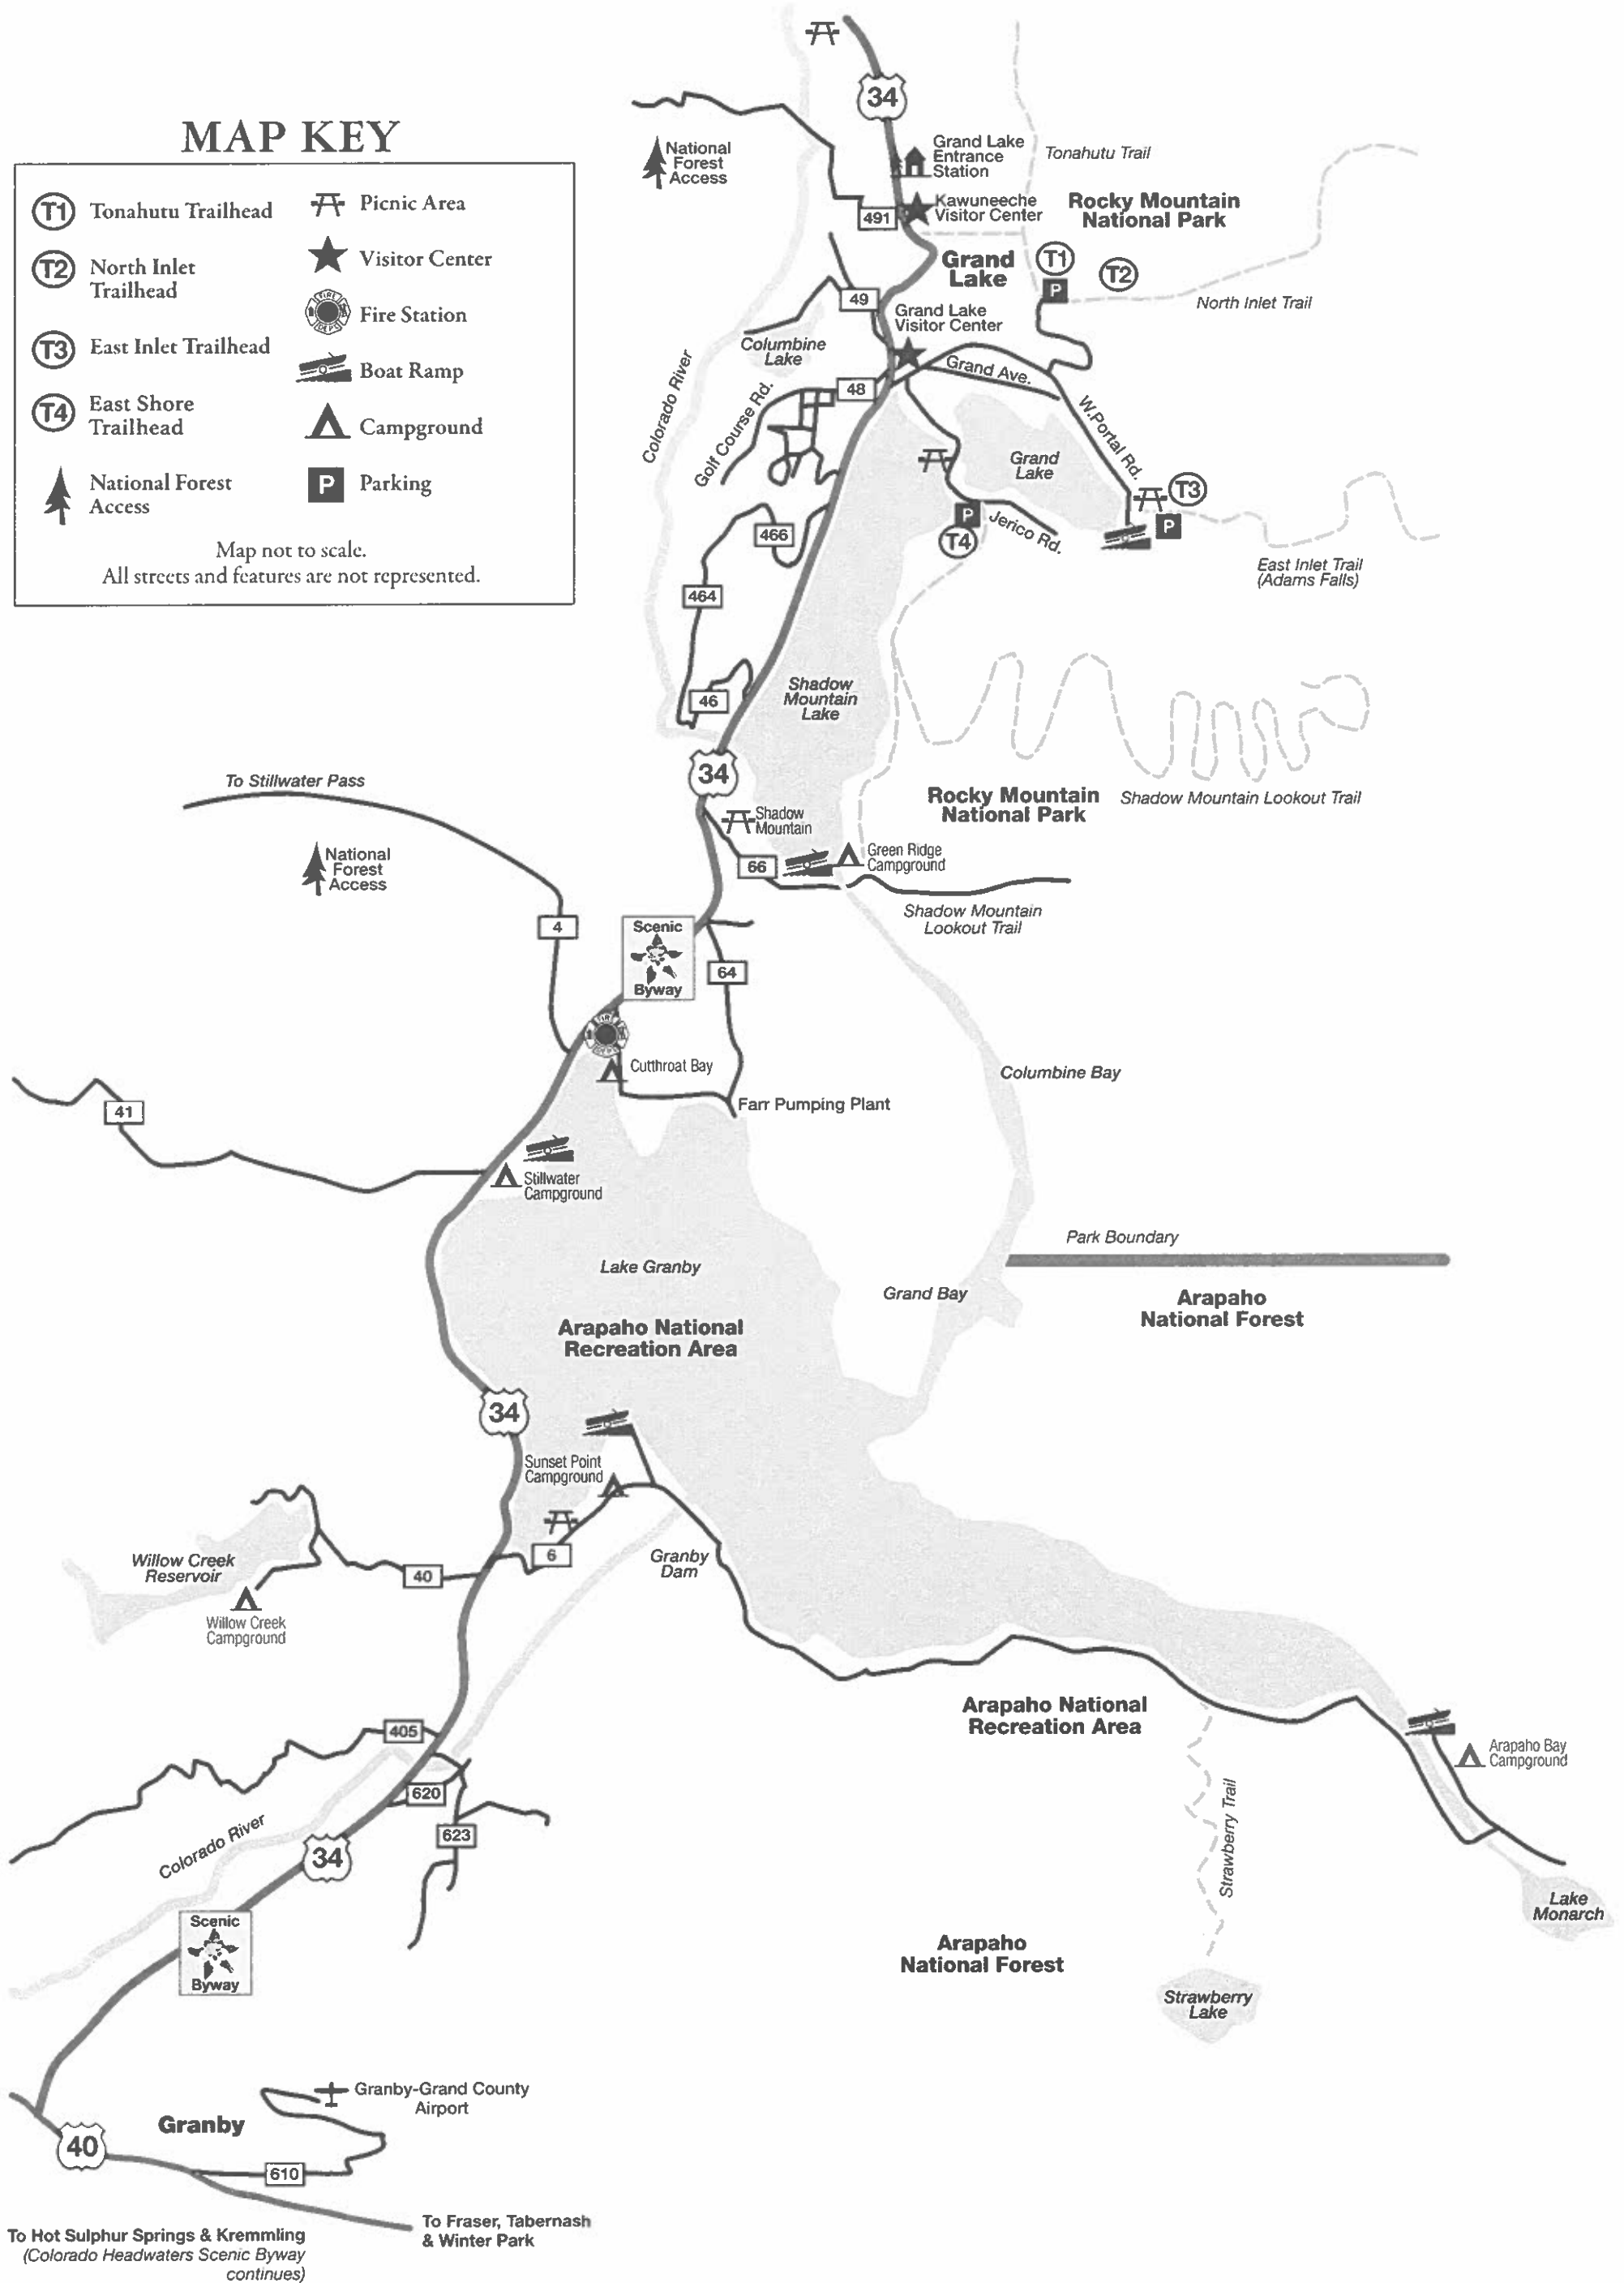 MAP KEY
T1 Tonahutu Trailhead
T2 North Inlet
Trailhead
T3 East Inlet Trailhead
T4 East Shore
Trailhead
National Forest
Access
Picnic Area
Visitor Center
FIRE
DEPT
Fire Station
Boat Ramp
Campground
P Parking
Map not to scale.
All streets and features are not represented.
34
National
Forest
Access
Grand Lake
Entrance
Station
Tonahutu Trail
491
Kawuneeche
Visitor Center
Rocky Mountain
National Park
Grand
Lake
T1
P
T2
North Inlet Trail
49
Grand Lake
Visitor Center
Columbine
Lake
Colorado River
Grand Ave.
48
Golf Course Rd.
W.Portal Rd.
Grand
Lake
T3
P
P
T4
Jerico Rd.
East Inlet Trail
(Adams Falls)
466
464
46
Shadow
Mountain
Lake
34
Rocky Mountain
National Park
Shadow Mountain Lookout Trail
To Stillwater Pass
Shadow
Mountain
National
Forest
Access
66
Green Ridge
Campground
Shadow Mountain
Lookout Trail
4
Scenic
Byway
64
FIRE
DEPT
Cutthroat Bay
Columbine Bay
Farr Pumping Plant
41
Stillwater
Campground
Park Boundary
Lake Granby
Grand Bay
Arapaho
National Forest
Arapaho National
Recreation Area
34
Sunset Point
Campground
6
Granby
Dam
Willow Creek
Reservoir
40
Willow Creek
Campground
Arapaho National
Recreation Area
405
Arapaho Bay
Campground
620
623
Colorado River
34
Strawberry Trail
Lake
Monarch
Scenic
Byway
Arapaho
National Forest
Strawberry
Lake
Granby-Grand County
Airport
Granby
40
610
To Fraser, Tabernash
& Winter Park
To Hot Sulphur Springs & Kremmling
(Colorado Headwaters Scenic Byway
continues)